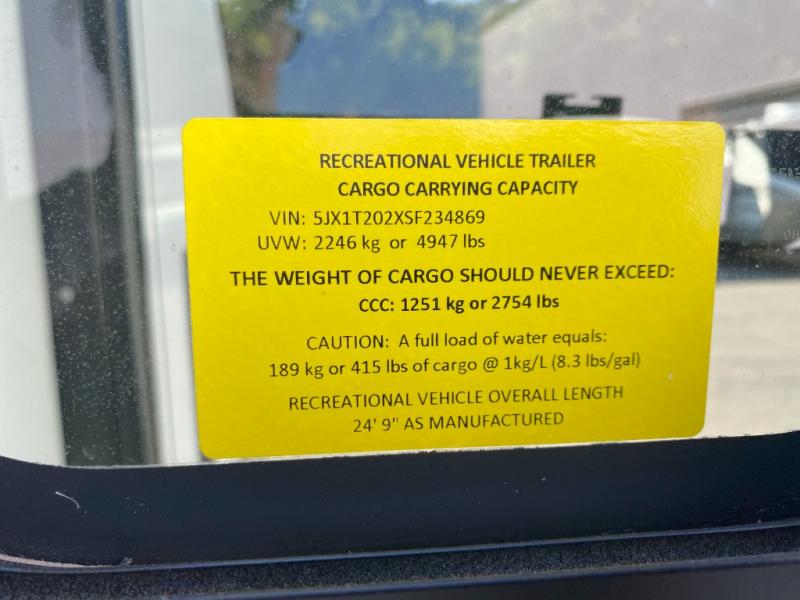 RECREATIONAL VEHICLE TRAILER
CARGO CARRYING CAPACITY
VIN: 5JX1T202XSF234869
UVW: 2246 kg or 4947 lbs
THE WEIGHT OF CARGO SHOULD NEVER EXCEED:
CCC: 1251 kg or 2754 lbs
CAUTION: A full load of water equals:
189 kg or 415 lbs of cargo @ 1kg/L (8.3 lbs/gal)
RECREATIONAL VEHICLE OVERALL LENGTH
24' 9" AS MANUFACTURED